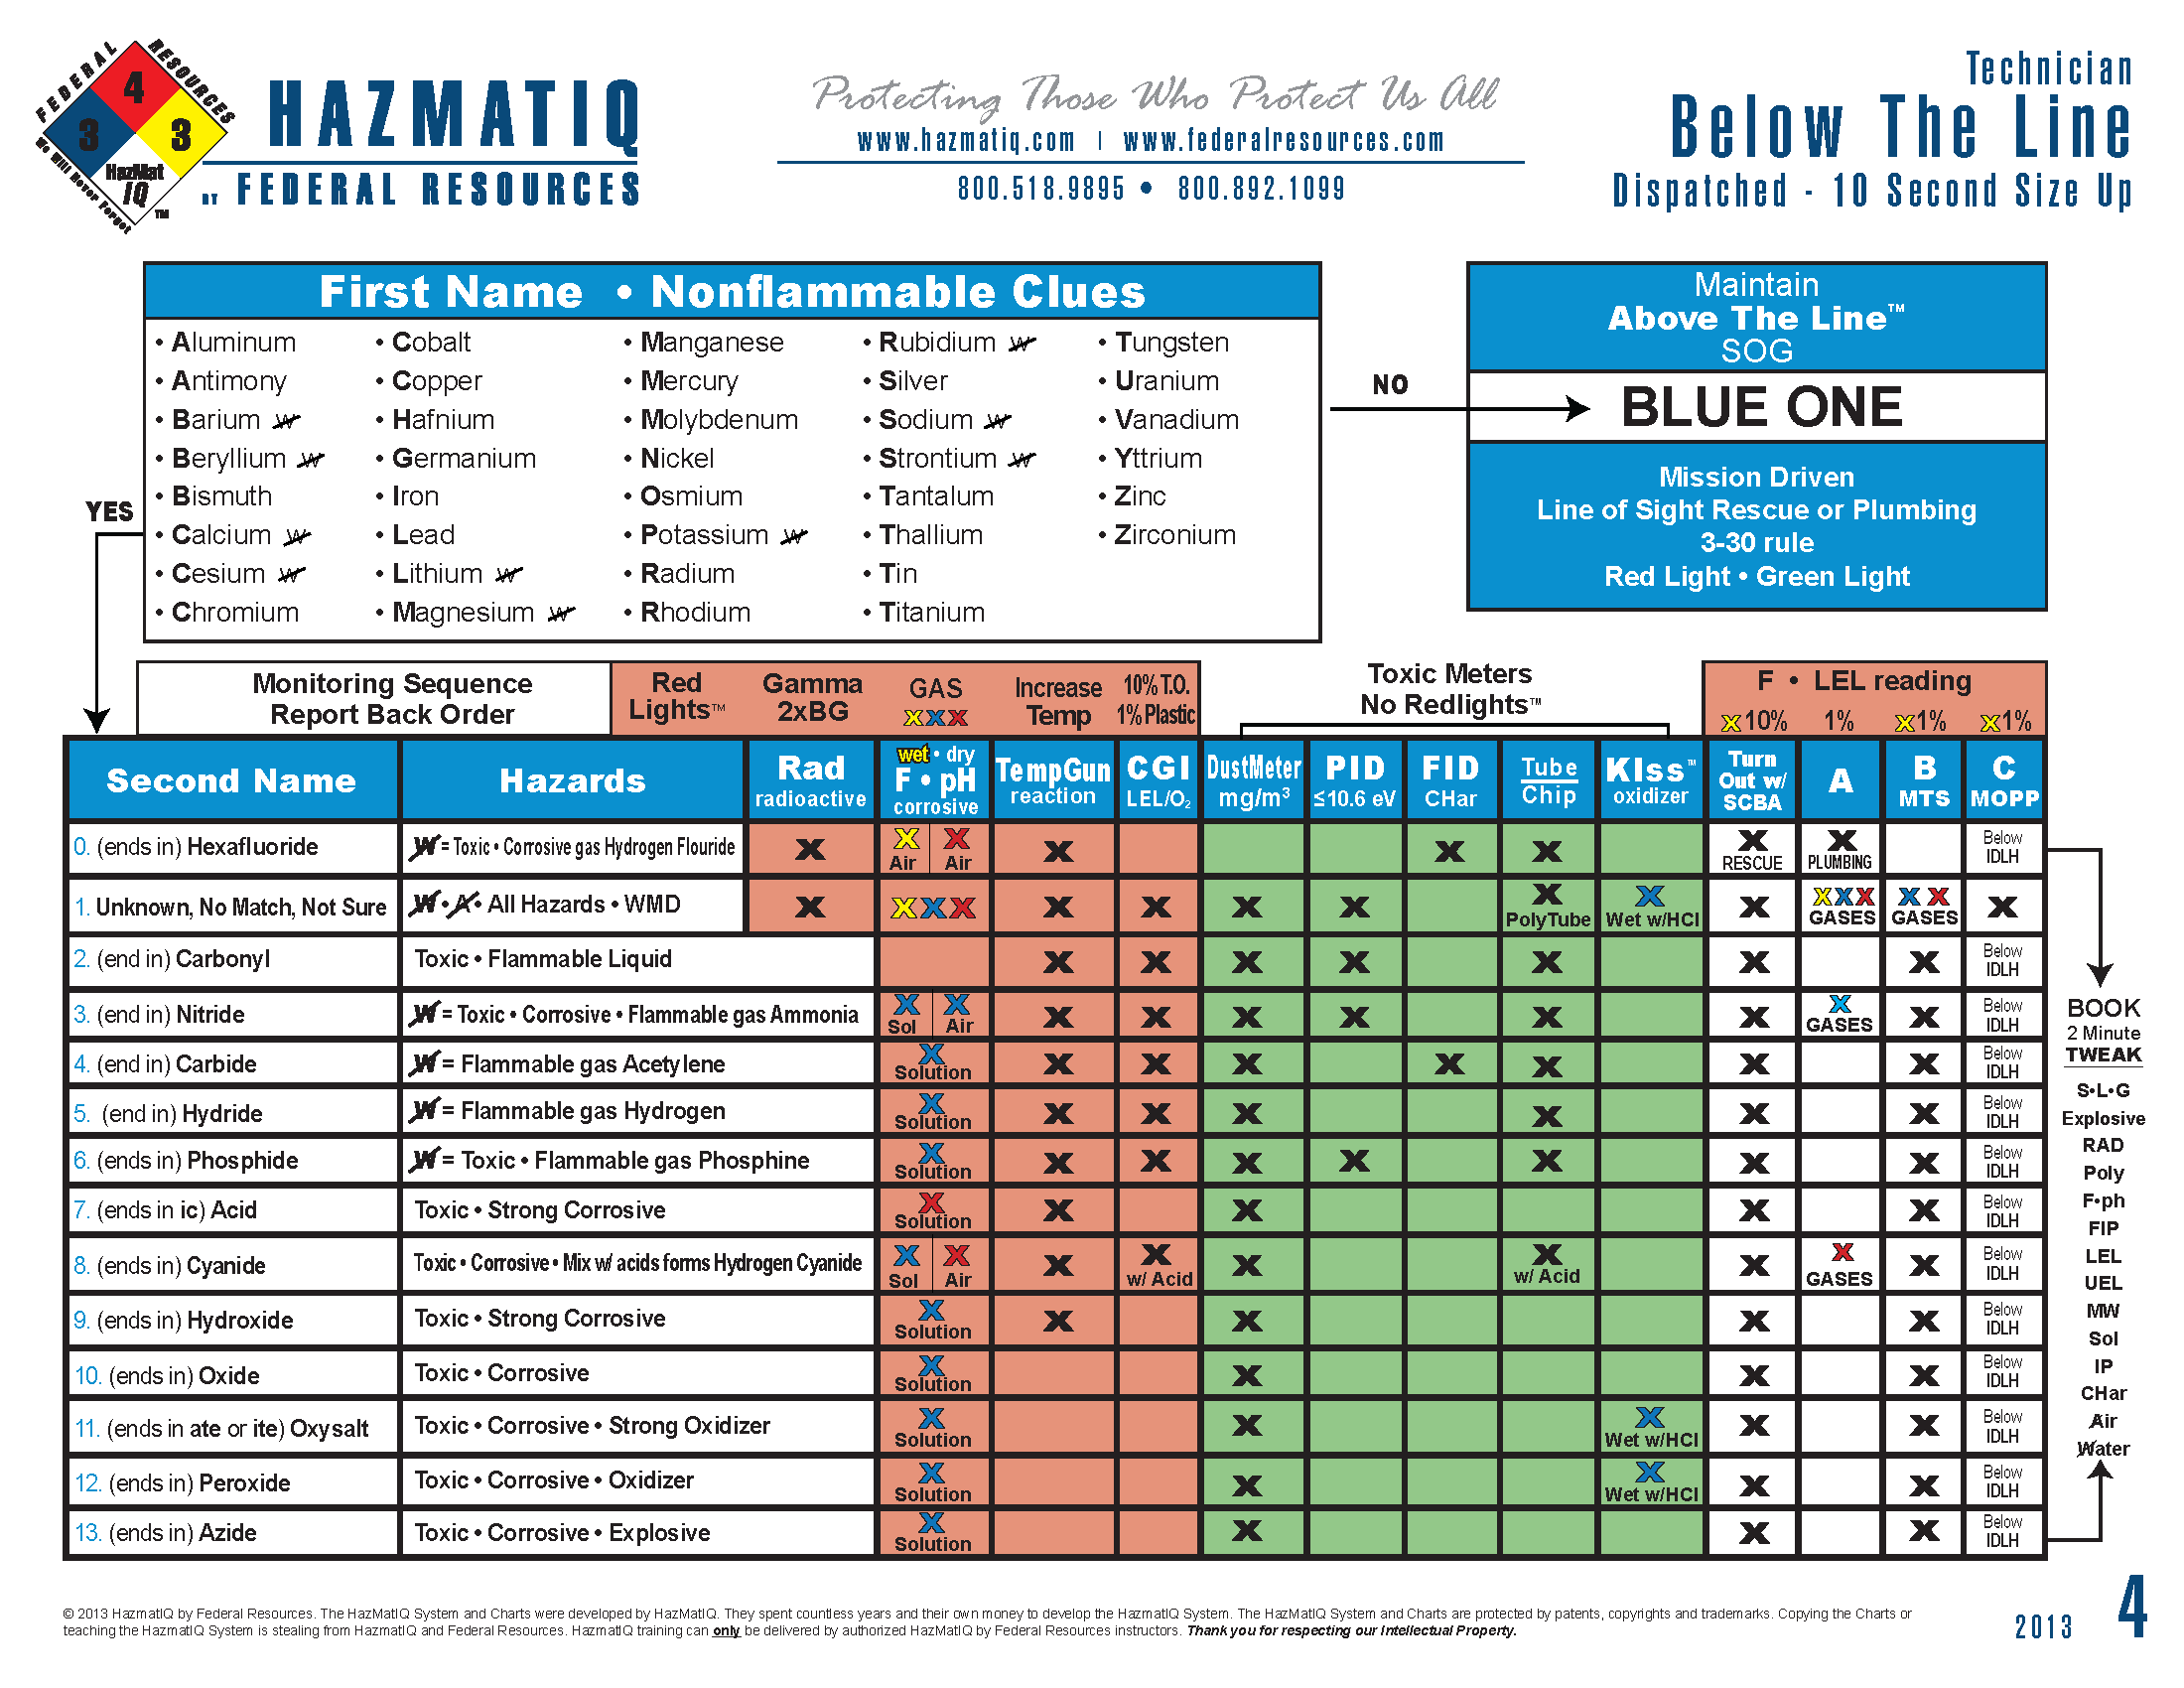 FEDERAL RESOURCES
4
3
3
HazMat
IQ™
We Will Never Forget
HAZMATIQ
BY FEDERAL RESOURCES
Protecting Those Who Protect Us All
www.hazmatiq.com | www.federalresources.com
800.518.9895 • 800.892.1099
Technician
Below The Line
Dispatched - 10 Second Size Up
First Name • Nonflammable Clues
• Aluminum
• Antimony
• Barium W
• Beryllium W
• Bismuth
• Calcium W
• Cesium W
• Chromium
• Cobalt
• Copper
• Hafnium
• Germanium
• Iron
• Lead
• Lithium W
• Magnesium W
• Manganese
• Mercury
• Molybdenum
• Nickel
• Osmium
• Potassium W
• Radium
• Rhodium
• Rubidium W
• Silver
• Sodium W
• Strontium W
• Tantalum
• Thallium
• Tin
• Titanium
• Tungsten
• Uranium
• Vanadium
• Yttrium
• Zinc
• Zirconium
YES
NO
Maintain
Above The Line™
SOG
BLUE ONE
Mission Driven
Line of Sight Rescue or Plumbing
3-30 rule
Red Light • Green Light
Monitoring Sequence
Report Back Order
Red
Lights™
Gamma
2xBG
GAS
X X X
Increase
Temp
10% T.O.
1% Plastic
Toxic Meters
No Redlights™
F • LEL reading
X 10% 1% X 1% X 1%
Second Name
Hazards
Rad
radioactive
wet • dry
F • pH
corrosive
TempGun
reaction
CGI
LEL/O2
DustMeter
mg/m³
PID
≤10.6 eV
FID
CHar
Tube
Chip
KIss™
oxidizer
Turn
Out w/
SCBA
A
B
MTS
C
MOPP
0. (ends in) Hexafluoride W = Toxic • Corrosive gas Hydrogen Flouride X X Air X Air X X X X RESCUE X PLUMBING Below IDLH
1. Unknown, No Match, Not Sure W • A • All Hazards • WMD X X X X X X X X X PolyTube X Wet w/HCl X X X X GASES X X GASES X
2. (end in) Carbonyl Toxic • Flammable Liquid X X X X X X X Below IDLH
3. (end in) Nitride W = Toxic • Corrosive • Flammable gas Ammonia X Sol X Air X X X X X X X GASES X Below IDLH
4. (end in) Carbide W = Flammable gas Acetylene X Solution X X X X X X X Below IDLH
5. (end in) Hydride W = Flammable gas Hydrogen X Solution X X X X X X Below IDLH
6. (ends in) Phosphide W = Toxic • Flammable gas Phosphine X Solution X X X X X X X Below IDLH
7. (ends in ic) Acid Toxic • Strong Corrosive X Solution X X X X Below IDLH
8. (ends in) Cyanide Toxic • Corrosive • Mix w/ acids forms Hydrogen Cyanide X Sol X Air X X w/ Acid X X w/ Acid X X GASES X Below IDLH
9. (ends in) Hydroxide Toxic • Strong Corrosive X Solution X X X X Below IDLH
10. (ends in) Oxide Toxic • Corrosive X Solution X X X Below IDLH
11. (ends in ate or ite) Oxysalt Toxic • Corrosive • Strong Oxidizer X Solution X X Wet w/HCl X X Below IDLH
12. (ends in) Peroxide Toxic • Corrosive • Oxidizer X Solution X X Wet w/HCl X X Below IDLH
13. (ends in) Azide Toxic • Corrosive • Explosive X Solution X X X Below IDLH
BOOK
2 Minute
TWEAK
S•L•G
Explosive
RAD
Poly
F•ph
FIP
LEL
UEL
MW
Sol
IP
CHar
Air
Water
© 2013 HazmatIQ by Federal Resources. The HazMatIQ System and Charts were developed by HazMatIQ. They spent countless years and their own money to develop the HazmatIQ System. The HazMatIQ System and Charts are protected by patents, copyrights and trademarks. Copying the Charts or
teaching the HazmatIQ System is stealing from HazmatIQ and Federal Resources. HazmatIQ training can only be delivered by authorized HazMatIQ by Federal Resources instructors. Thank you for respecting our Intellectual Property.
2013 4